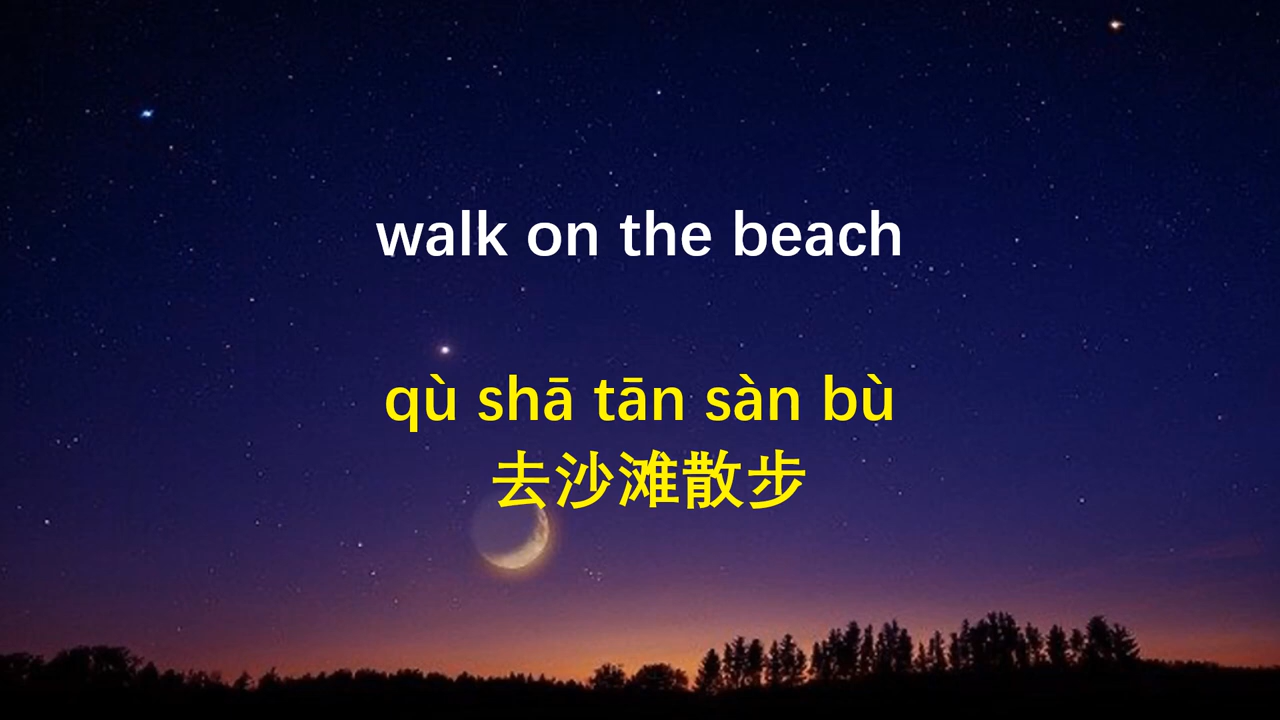 walk on the beach
qù shā tān sàn bù
去沙滩散步